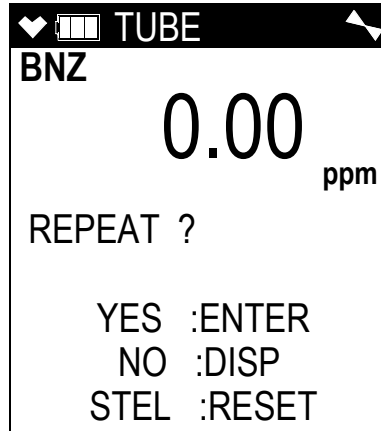 TUBE
BNZ
0.00
ppm
REPEAT ?
YES :ENTER
NO :DISP
STEL :RESET